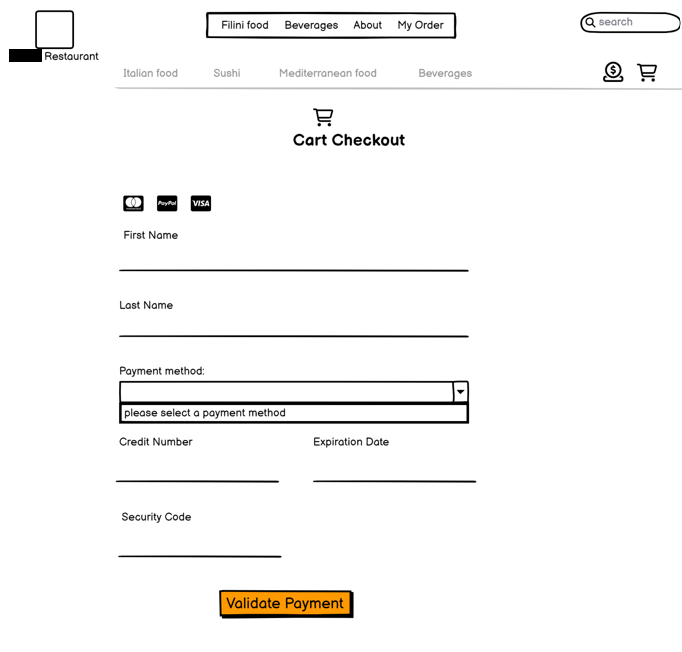 Filini food Beverages About My Order
search
Restaurant
Italian food Sushi Mediterranean food Beverages
Cart Checkout
PayPal VISA
First Name
Last Name
Payment method:
please select a payment method
Credit Number Expiration Date
Security Code
Validate Payment